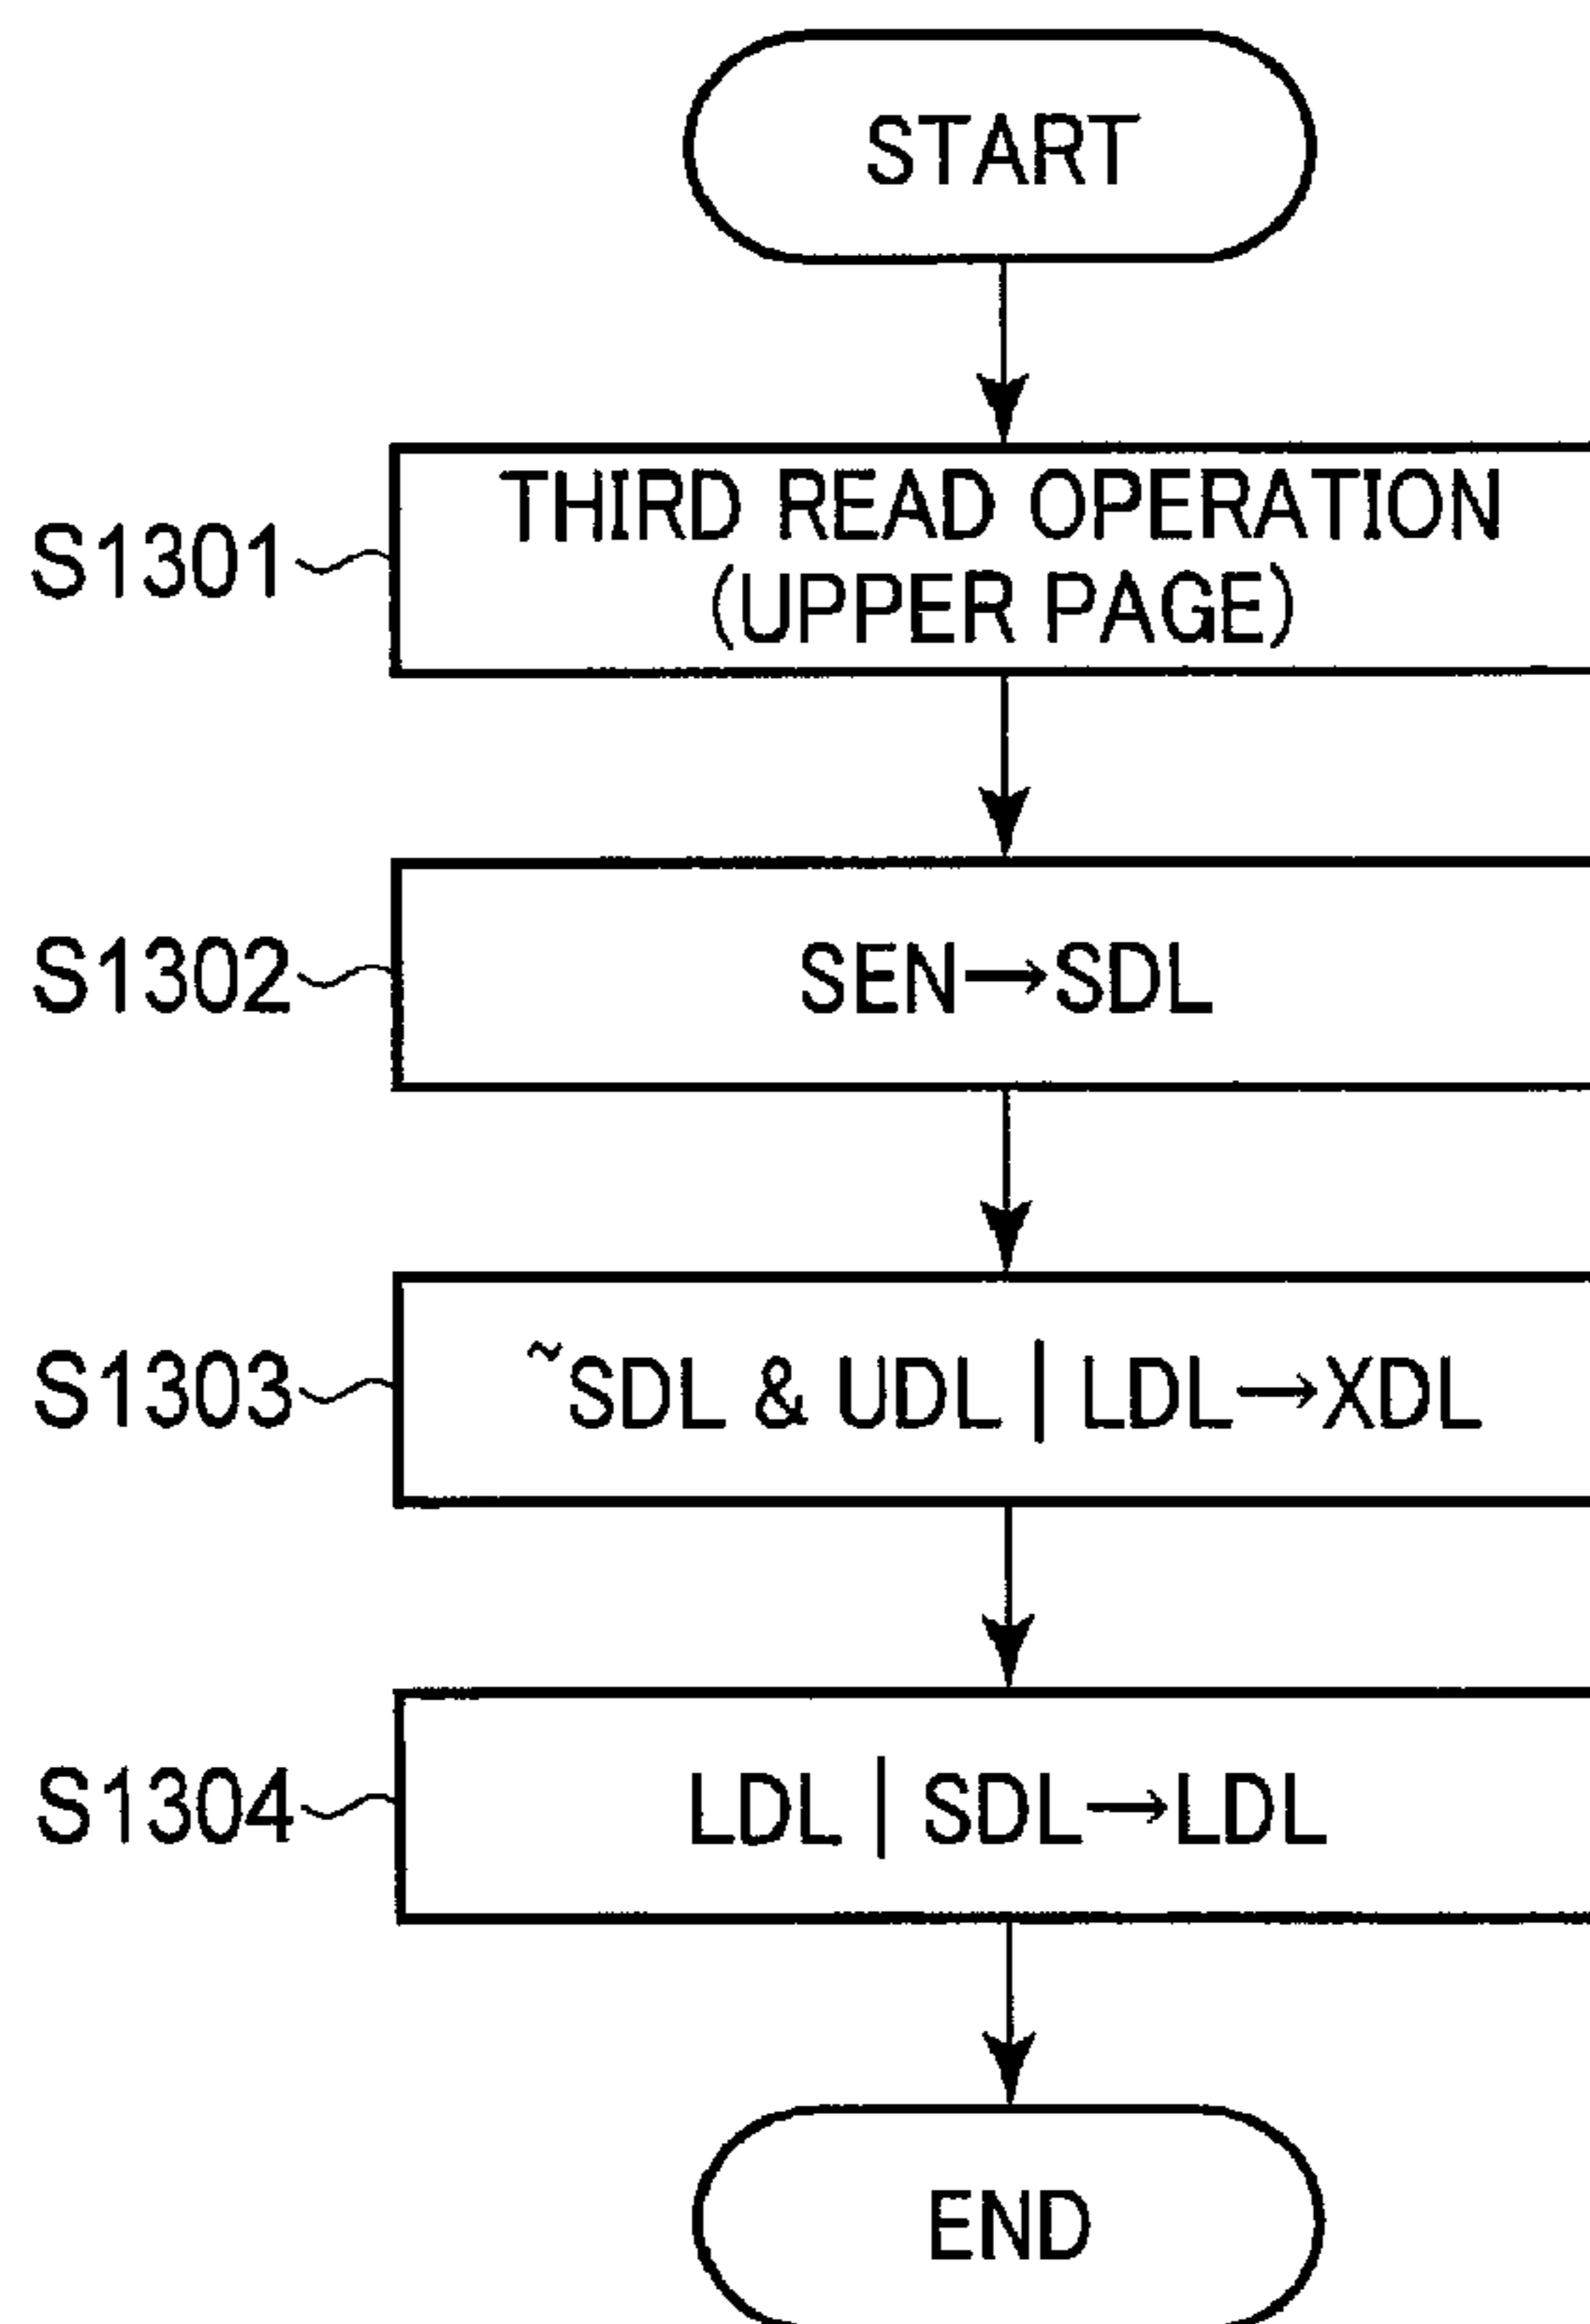 START
S1301
THIRD READ OPERATION
(UPPER PAGE)
S1302
SEN→SDL
S1303
~SDL & UDL | LDL→XDL
S1304
LDL | SDL→LDL
END